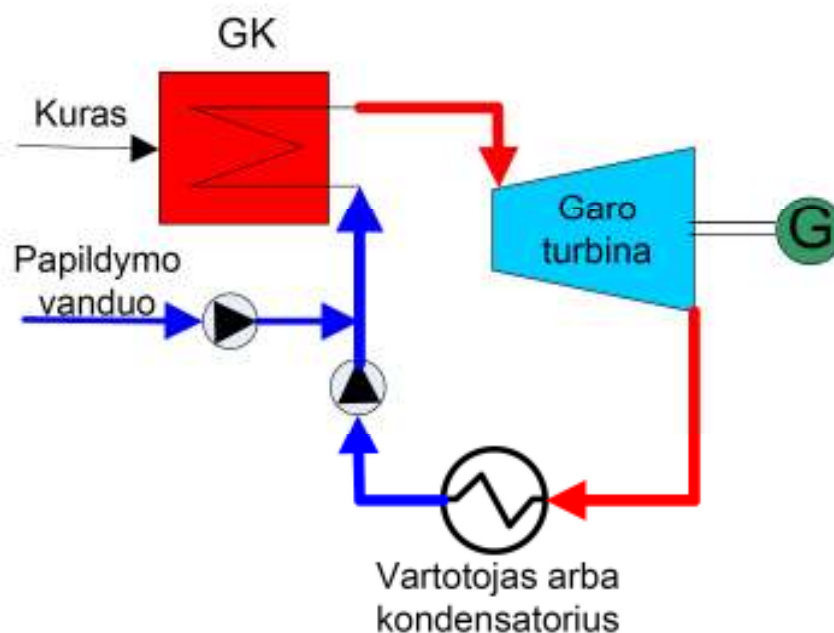 GK
Kuras
Garo
turbina
G
Papildymo
vanduo
Vartotojas arba
kondensatorius